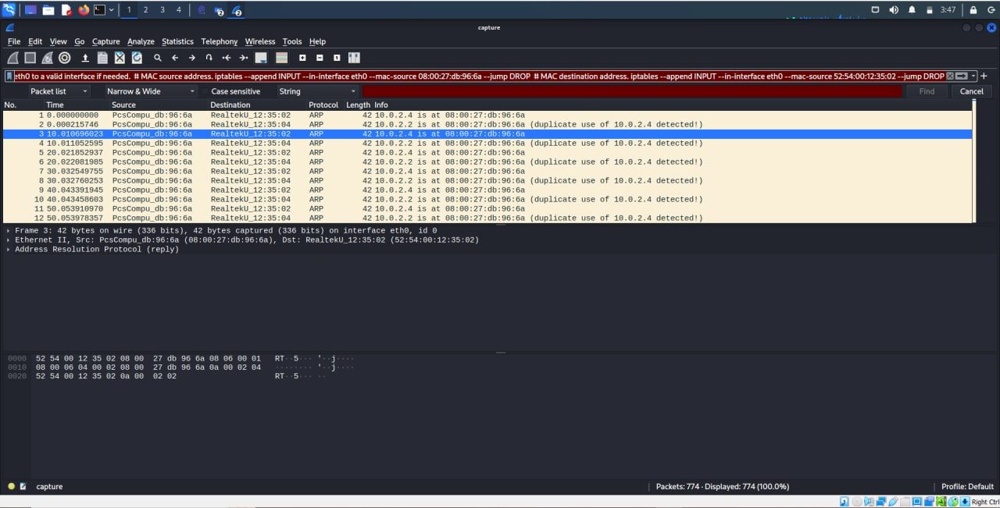 1 2 3 4 3:47
capture
File Edit View Go Capture Analyze Statistics Telephony Wireless Tools Help
eth0 to a valid interface if needed. # MAC source address. iptables --append INPUT --in-interface eth0 --mac-source 08:00:27:db:96:6a --jump DROP # MAC destination address. iptables --append INPUT --in-interface eth0 --mac-source 52:54:00:12:35:02 --jump DROP
Packet list Narrow & Wide Case sensitive String Find Cancel
No. Time Source Destination Protocol Length Info
1 0.000000000 PcsCompu_db:96:6a RealtekU_12:35:02 ARP 42 10.0.2.4 is at 08:00:27:db:96:6a
2 0.000215746 PcsCompu_db:96:6a RealtekU_12:35:04 ARP 42 10.0.2.2 is at 08:00:27:db:96:6a (duplicate use of 10.0.2.4 detected!)
3 10.010696023 PcsCompu_db:96:6a RealtekU_12:35:02 ARP 42 10.0.2.4 is at 08:00:27:db:96:6a
4 10.011052595 PcsCompu_db:96:6a RealtekU_12:35:04 ARP 42 10.0.2.2 is at 08:00:27:db:96:6a (duplicate use of 10.0.2.4 detected!)
5 20.021852937 PcsCompu_db:96:6a RealtekU_12:35:02 ARP 42 10.0.2.4 is at 08:00:27:db:96:6a
6 20.022081985 PcsCompu_db:96:6a RealtekU_12:35:04 ARP 42 10.0.2.2 is at 08:00:27:db:96:6a (duplicate use of 10.0.2.4 detected!)
7 30.032549755 PcsCompu_db:96:6a RealtekU_12:35:02 ARP 42 10.0.2.4 is at 08:00:27:db:96:6a
8 30.032760253 PcsCompu_db:96:6a RealtekU_12:35:04 ARP 42 10.0.2.2 is at 08:00:27:db:96:6a (duplicate use of 10.0.2.4 detected!)
9 40.043391945 PcsCompu_db:96:6a RealtekU_12:35:02 ARP 42 10.0.2.4 is at 08:00:27:db:96:6a
10 40.043458603 PcsCompu_db:96:6a RealtekU_12:35:04 ARP 42 10.0.2.2 is at 08:00:27:db:96:6a (duplicate use of 10.0.2.4 detected!)
11 50.053910970 PcsCompu_db:96:6a RealtekU_12:35:02 ARP 42 10.0.2.4 is at 08:00:27:db:96:6a
12 50.053978357 PcsCompu_db:96:6a RealtekU_12:35:04 ARP 42 10.0.2.2 is at 08:00:27:db:96:6a (duplicate use of 10.0.2.4 detected!)
Frame 3: 42 bytes on wire (336 bits), 42 bytes captured (336 bits) on interface eth0, id 0
Ethernet II, Src: PcsCompu_db:96:6a (08:00:27:db:96:6a), Dst: RealtekU_12:35:02 (52:54:00:12:35:02)
Address Resolution Protocol (reply)
0000 52 54 00 12 35 02 08 00 27 db 96 6a 08 06 00 01 RT··5··· '··j····
0010 08 00 06 04 00 02 08 00 27 db 96 6a 0a 00 02 04 ········ '··j····
0020 52 54 00 12 35 02 0a 00 02 02 RT··5··· ··
capture Packets: 774 · Displayed: 774 (100.0%) Profile: Default
Right Ctrl